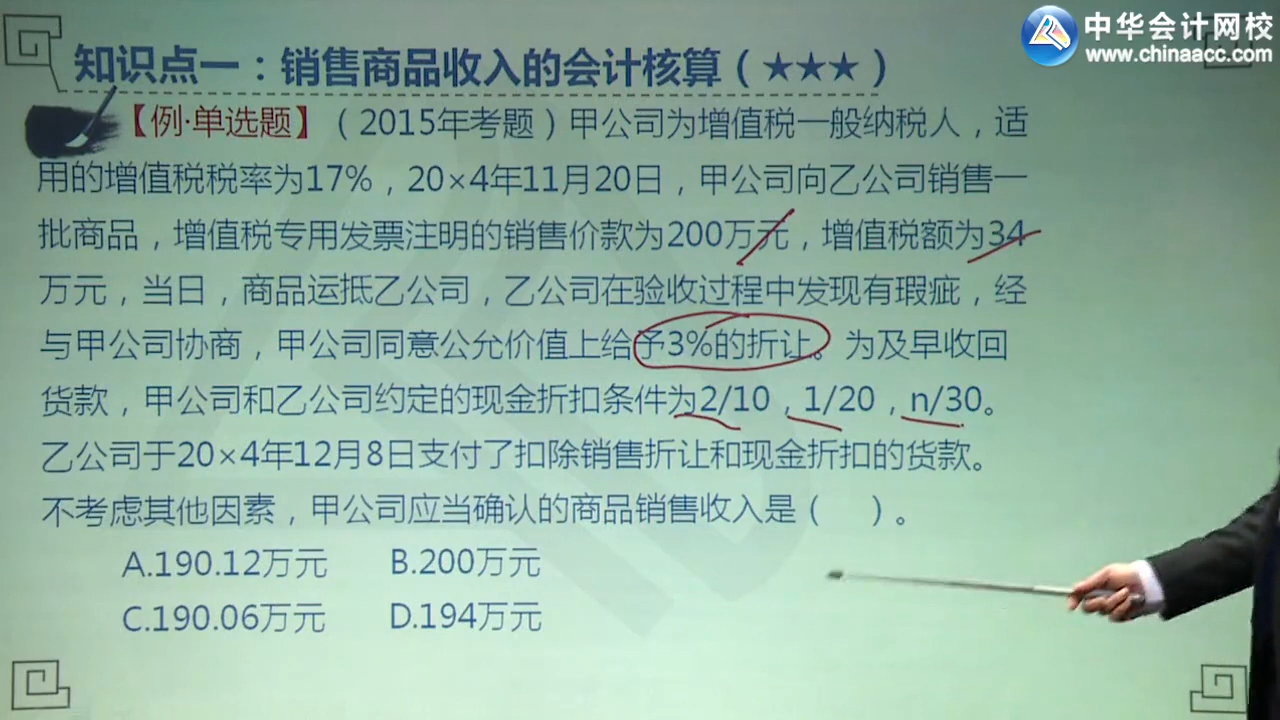 中华会计网校
www.chinaacc.com
知识点一：销售商品收入的会计核算（★★★）
【例·单选题】（2015年考题）甲公司为增值税一般纳税人，适
用的增值税税率为17%，20×4年11月20日，甲公司向乙公司销售一
批商品，增值税专用发票注明的销售价款为200万元，增值税额为34
万元，当日，商品运抵乙公司，乙公司在验收过程中发现有瑕疵，经
与甲公司协商，甲公司同意公允价值上给予3%的折让。为及早收回
货款，甲公司和乙公司约定的现金折扣条件为2/10，1/20，n/30。
乙公司于20×4年12月8日支付了扣除销售折让和现金折扣的货款。
不考虑其他因素，甲公司应当确认的商品销售收入是（　）。
A.190.12万元 B.200万元
C.190.06万元 D.194万元